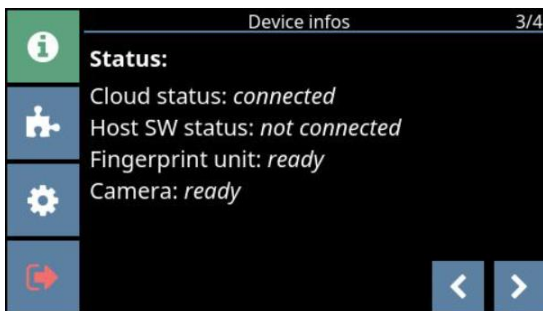 Device infos 3/4
Status:
Cloud status: connected
Host SW status: not connected
Fingerprint unit: ready
Camera: ready